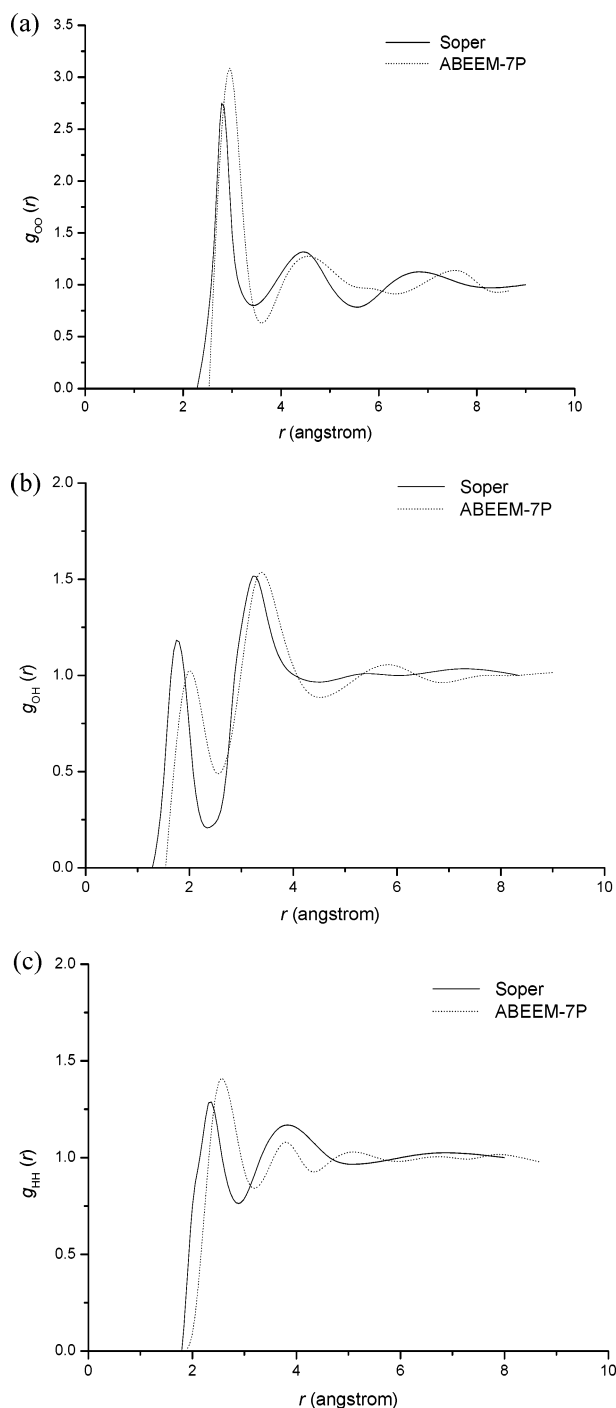 (a)
3.5
3.0
2.5
2.0
1.5
1.0
0.5
0.0
0 2 4 6 8 10
gOO (r)
r (angstrom)
Soper
ABEEM-7P
(b)
2.0
1.5
1.0
0.5
0.0
0 2 4 6 8 10
gOH (r)
r (angstrom)
Soper
ABEEM-7P
(c)
2.0
1.5
1.0
0.5
0.0
0 2 4 6 8 10
gHH (r)
r (angstrom)
Soper
ABEEM-7P